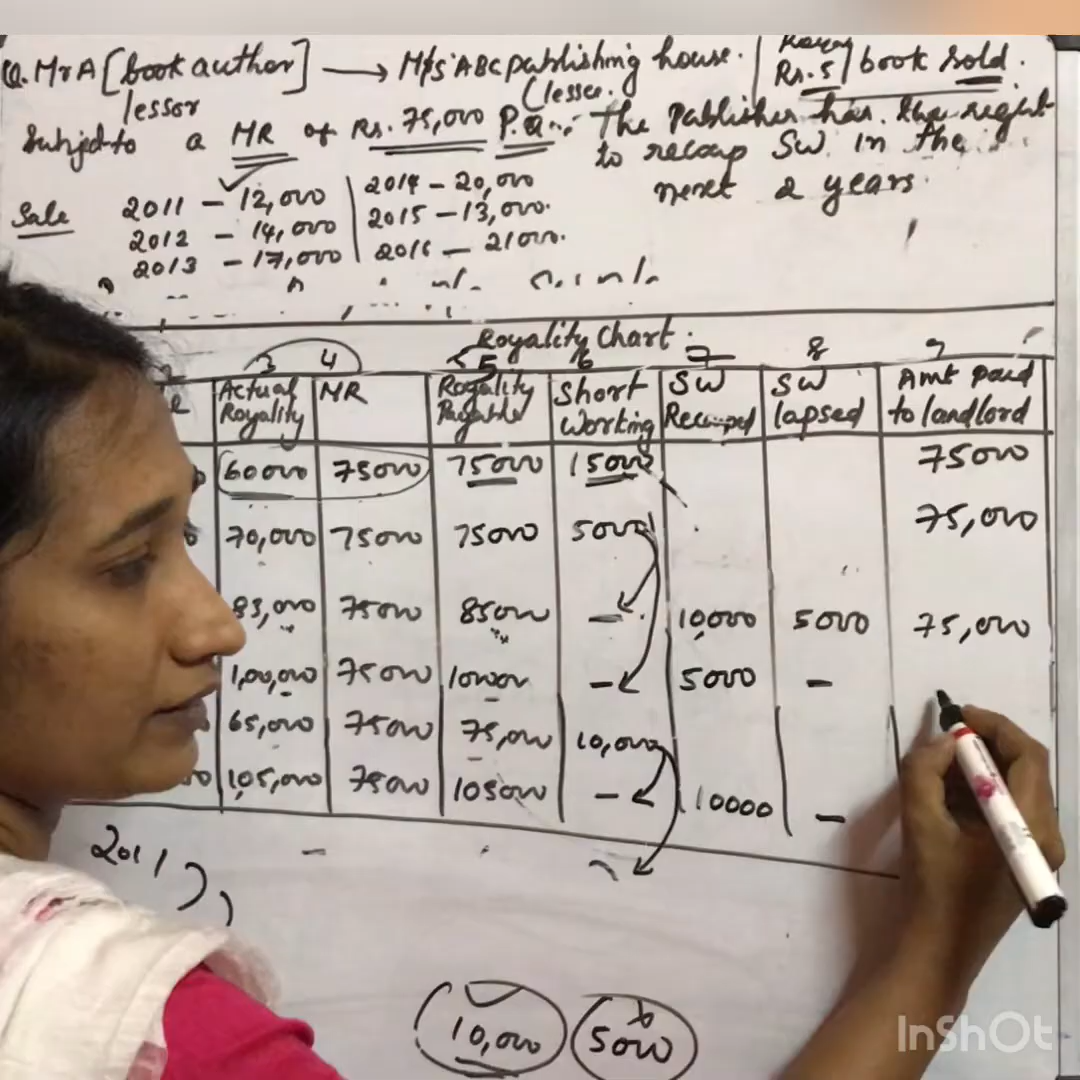 Q. Mr A [book author] → M/s ABC publishing house. Rs. 5 / book sold.
lessor (lessee.
Subject to a MR of Rs. 75,000 P.a. The Publisher has the right
to recoup SW in the
next 2 years.
Sale 2011 - 12,000 2014 - 20,000
2012 - 14,000 2015 - 13,000.
2013 - 17,000 2016 - 21000.
Royality Chart.
3 4 5 6 7 8 9
Actual Royality MR Royality Payable Short Working SW Recouped SW lapsed Amt paid to landlord
60000 75000 75000 15000 75000
70,000 75000 75000 5000 75,000
85,000 75000 85000 - 10,000 5000 75,000
1,00,000 75000 100000 - 5000 -
65,000 75000 75,000 10,000
105,000 75000 105000 - 10000 -
2011
10,000 5000
InShOt